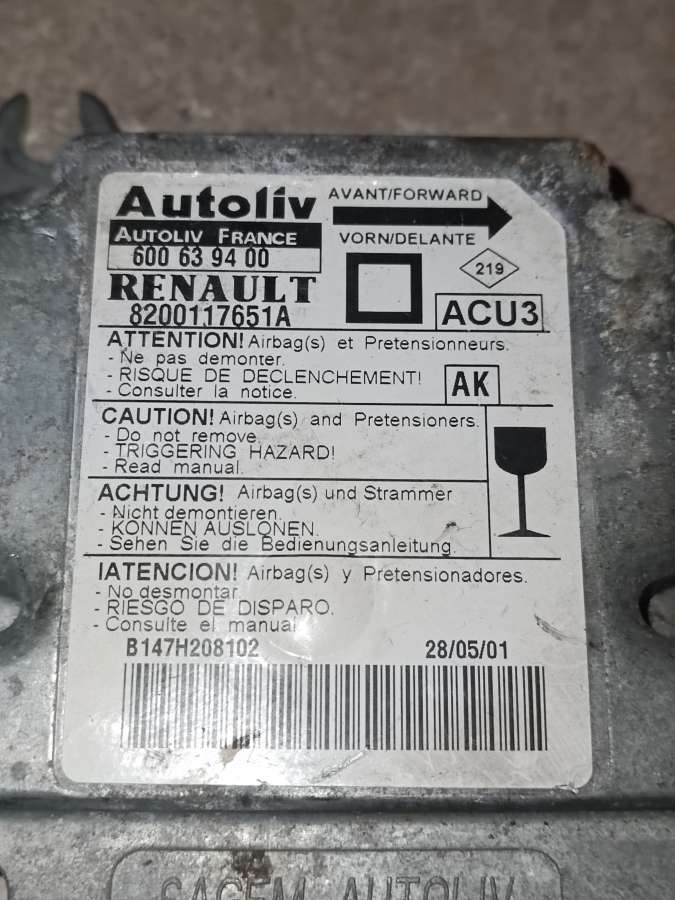 Autoliv
AVANT/FORWARD
AUTOLIV FRANCE
VORN/DELANTE
600 63 94 00
219
RENAULT
8200117651A
ACU3
ATTENTION! Airbag(s) et Pretensionneurs.
- Ne pas demonter.
- RISQUE DE DECLENCHEMENT!
- Consulter la notice.
AK
CAUTION! Airbag(s) and Pretensioners.
- Do not remove.
- TRIGGERING HAZARD!
- Read manual.
ACHTUNG! Airbag(s) und Strammer
- Nicht demontieren.
- KONNEN AUSLONEN.
- Sehen Sie die Bedienungsanleitung.
IATENCION! Airbag(s) y Pretensionadores.
- No desmontar.
- RIESGO DE DISPARO.
- Consulte el manual
B147H208102
28/05/01
SAGEM AUTOLIV